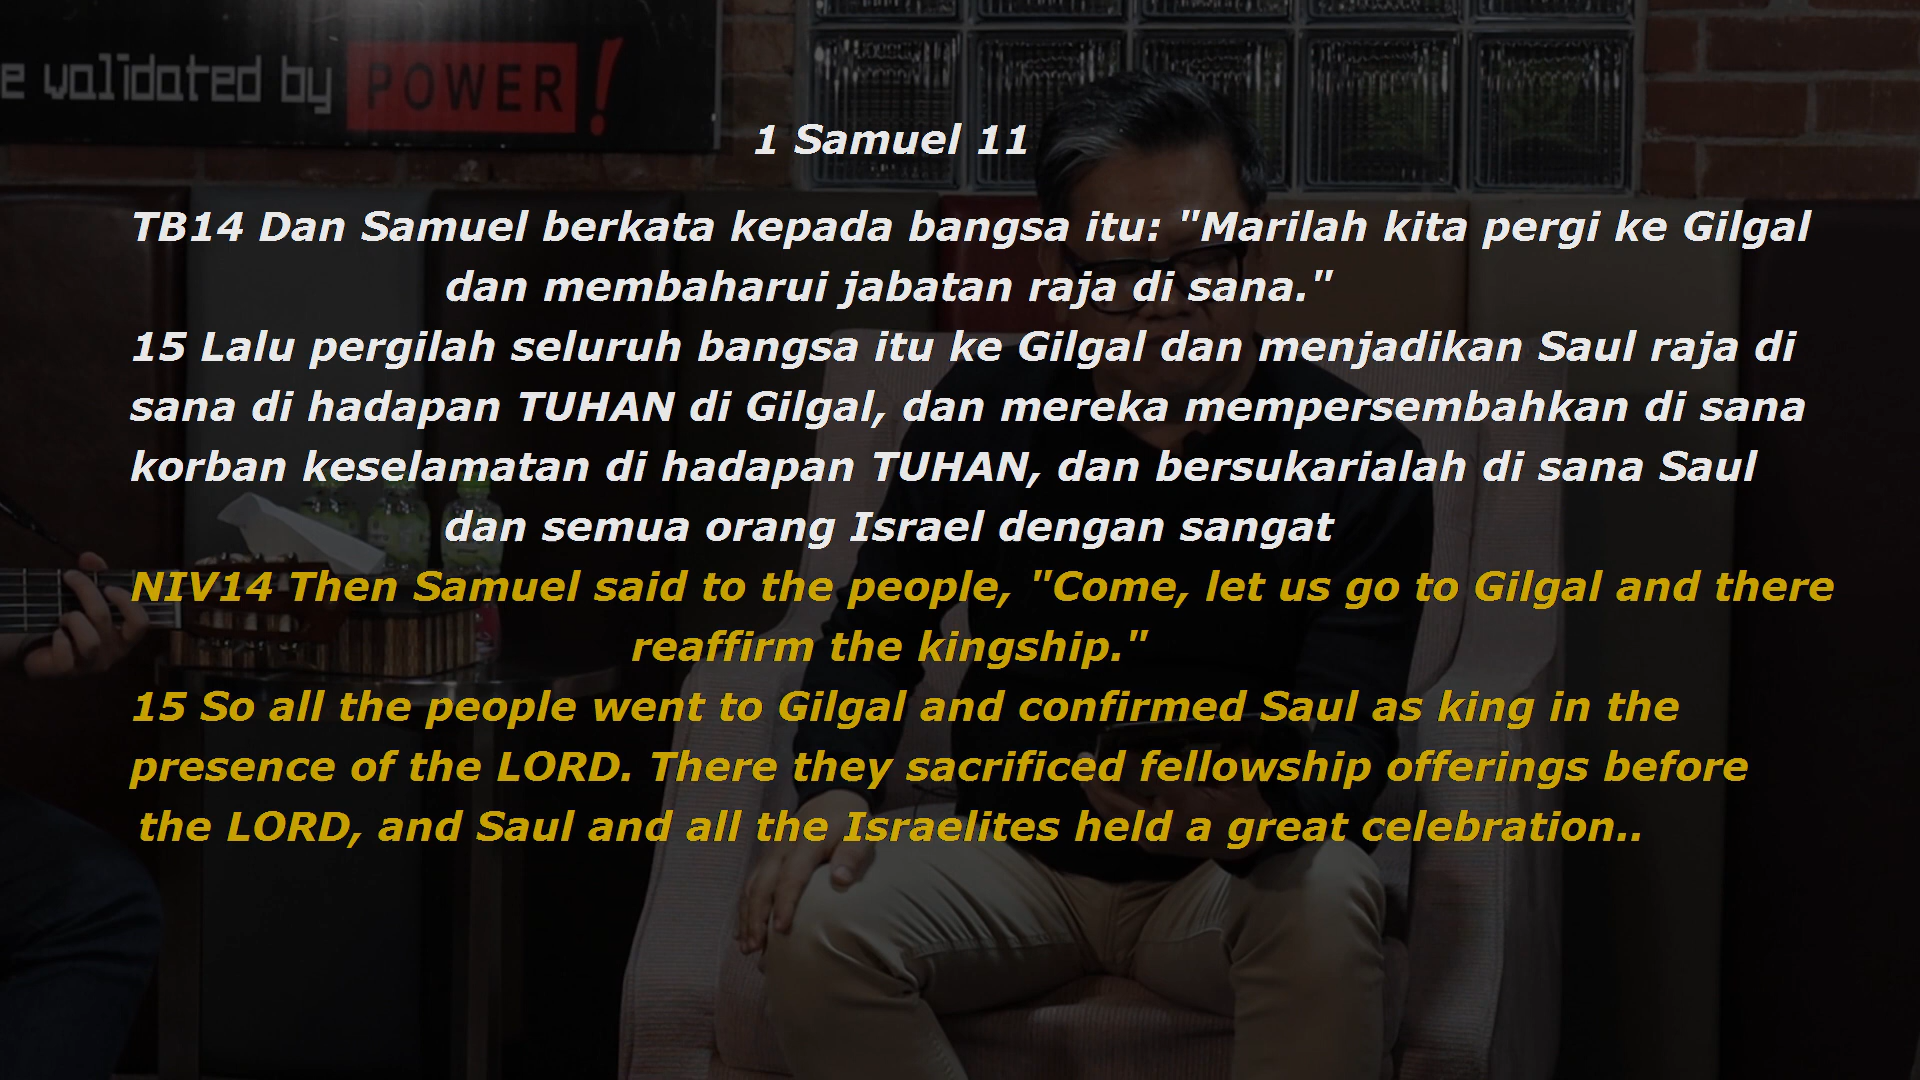 e validated by POWER!
1 Samuel 11
TB14 Dan Samuel berkata kepada bangsa itu: "Marilah kita pergi ke Gilgal
dan membaharui jabatan raja di sana."
15 Lalu pergilah seluruh bangsa itu ke Gilgal dan menjadikan Saul raja di
sana di hadapan TUHAN di Gilgal, dan mereka mempersembahkan di sana
korban keselamatan di hadapan TUHAN, dan bersukarialah di sana Saul
dan semua orang Israel dengan sangat
NIV14 Then Samuel said to the people, "Come, let us go to Gilgal and there
reaffirm the kingship."
15 So all the people went to Gilgal and confirmed Saul as king in the
presence of the LORD. There they sacrificed fellowship offerings before
the LORD, and Saul and all the Israelites held a great celebration..